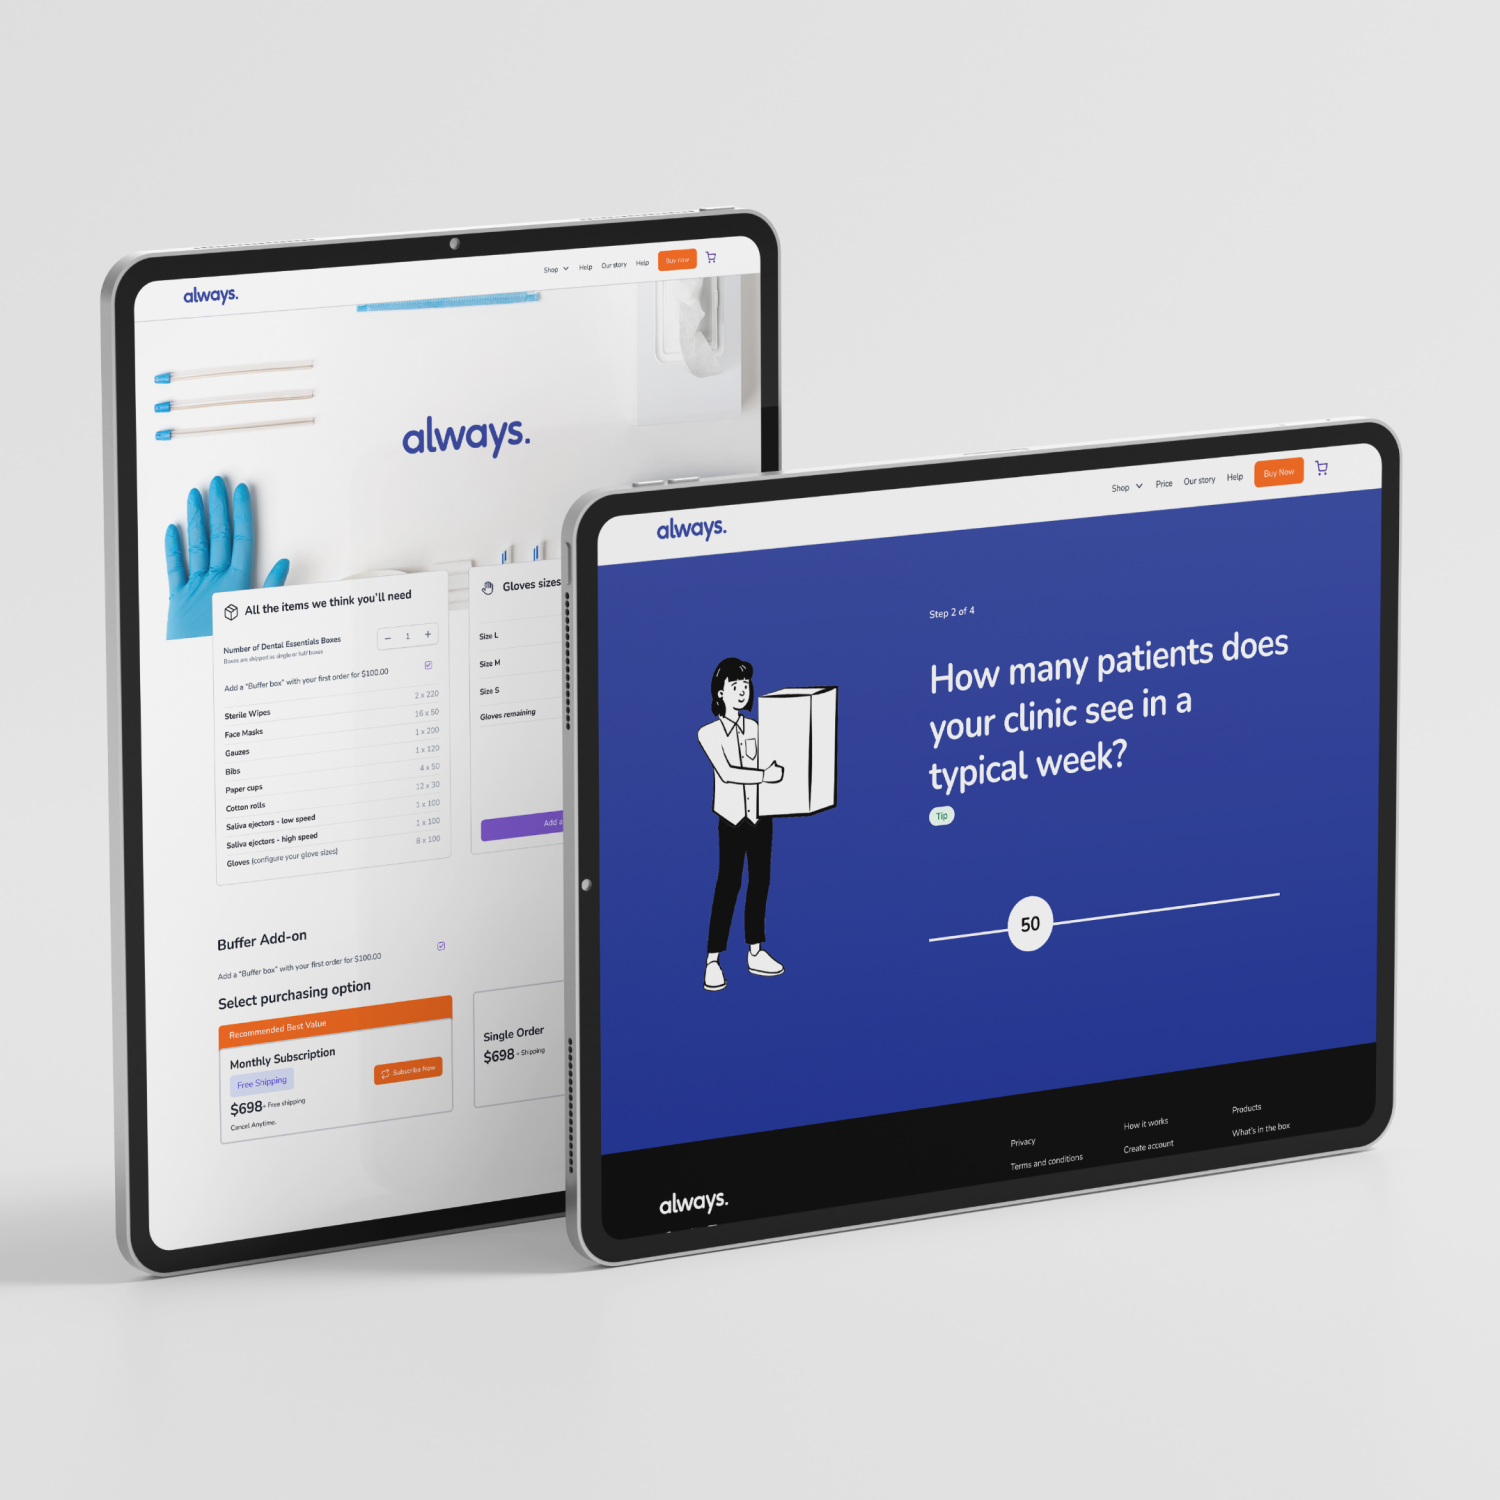 always.
Shop
Help
Our story
Help
Buy now
always.
All the items we think you'll need
Number of Dental Essentials Boxes
Boxes are shipped as single or half boxes
− 1 +
Add a "Buffer box" with your first order for $100.00
Sterile Wipes 2 x 220
Face Masks 16 x 50
Gauzes 1 x 200
Bibs 1 x 120
Paper cups 4 x 50
Cotton rolls 12 x 30
Saliva ejectors - low speed 1 x 100
Saliva ejectors - high speed 1 x 100
Gloves (configure your glove sizes) 8 x 100
Gloves sizes
Size L
Size M
Size S
Gloves remaining
Add a
Buffer Add-on
Add a "Buffer box" with your first order for $100.00
Select purchasing option
Recommended Best Value
Monthly Subscription
Free Shipping
Subscribe Now
$698+ Free shipping
Cancel Anytime.
Single Order
$698 + Shipping
always.
Shop
Price
Our story
Help
Buy Now
Step 2 of 4
How many patients does
your clinic see in a
typical week?
Tip
50
Privacy
Terms and conditions
How it works
Create account
Products
What's in the box
always.